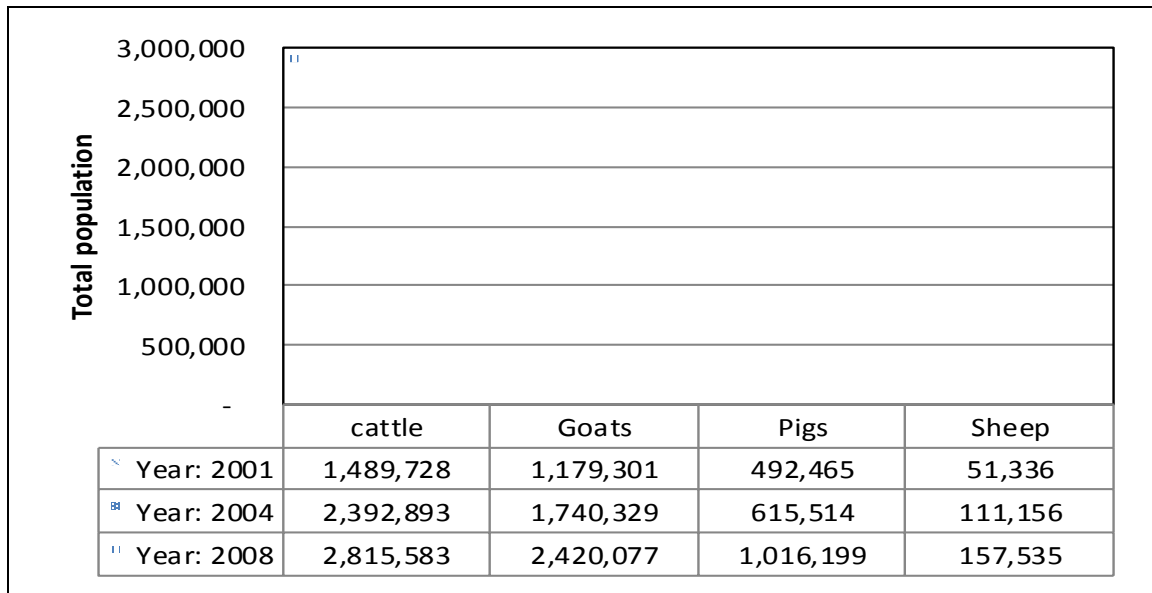 3,000,000
2,500,000
2,000,000
1,500,000
1,000,000
500,000
-
Total population
cattle Goats Pigs Sheep
Year: 2001 1,489,728 1,179,301 492,465 51,336
Year: 2004 2,392,893 1,740,329 615,514 111,156
Year: 2008 2,815,583 2,420,077 1,016,199 157,535